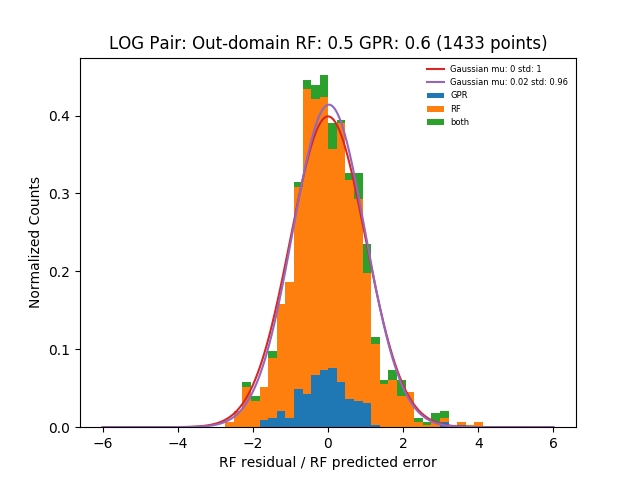 LOG Pair: Out-domain RF: 0.5 GPR: 0.6 (1433 points)
Gaussian mu: 0 std: 1
Gaussian mu: 0.02 std: 0.96
GPR
RF
both
Normalized Counts
0.4
0.3
0.2
0.1
0.0
−6 −4 −2 0 2 4 6
RF residual / RF predicted error